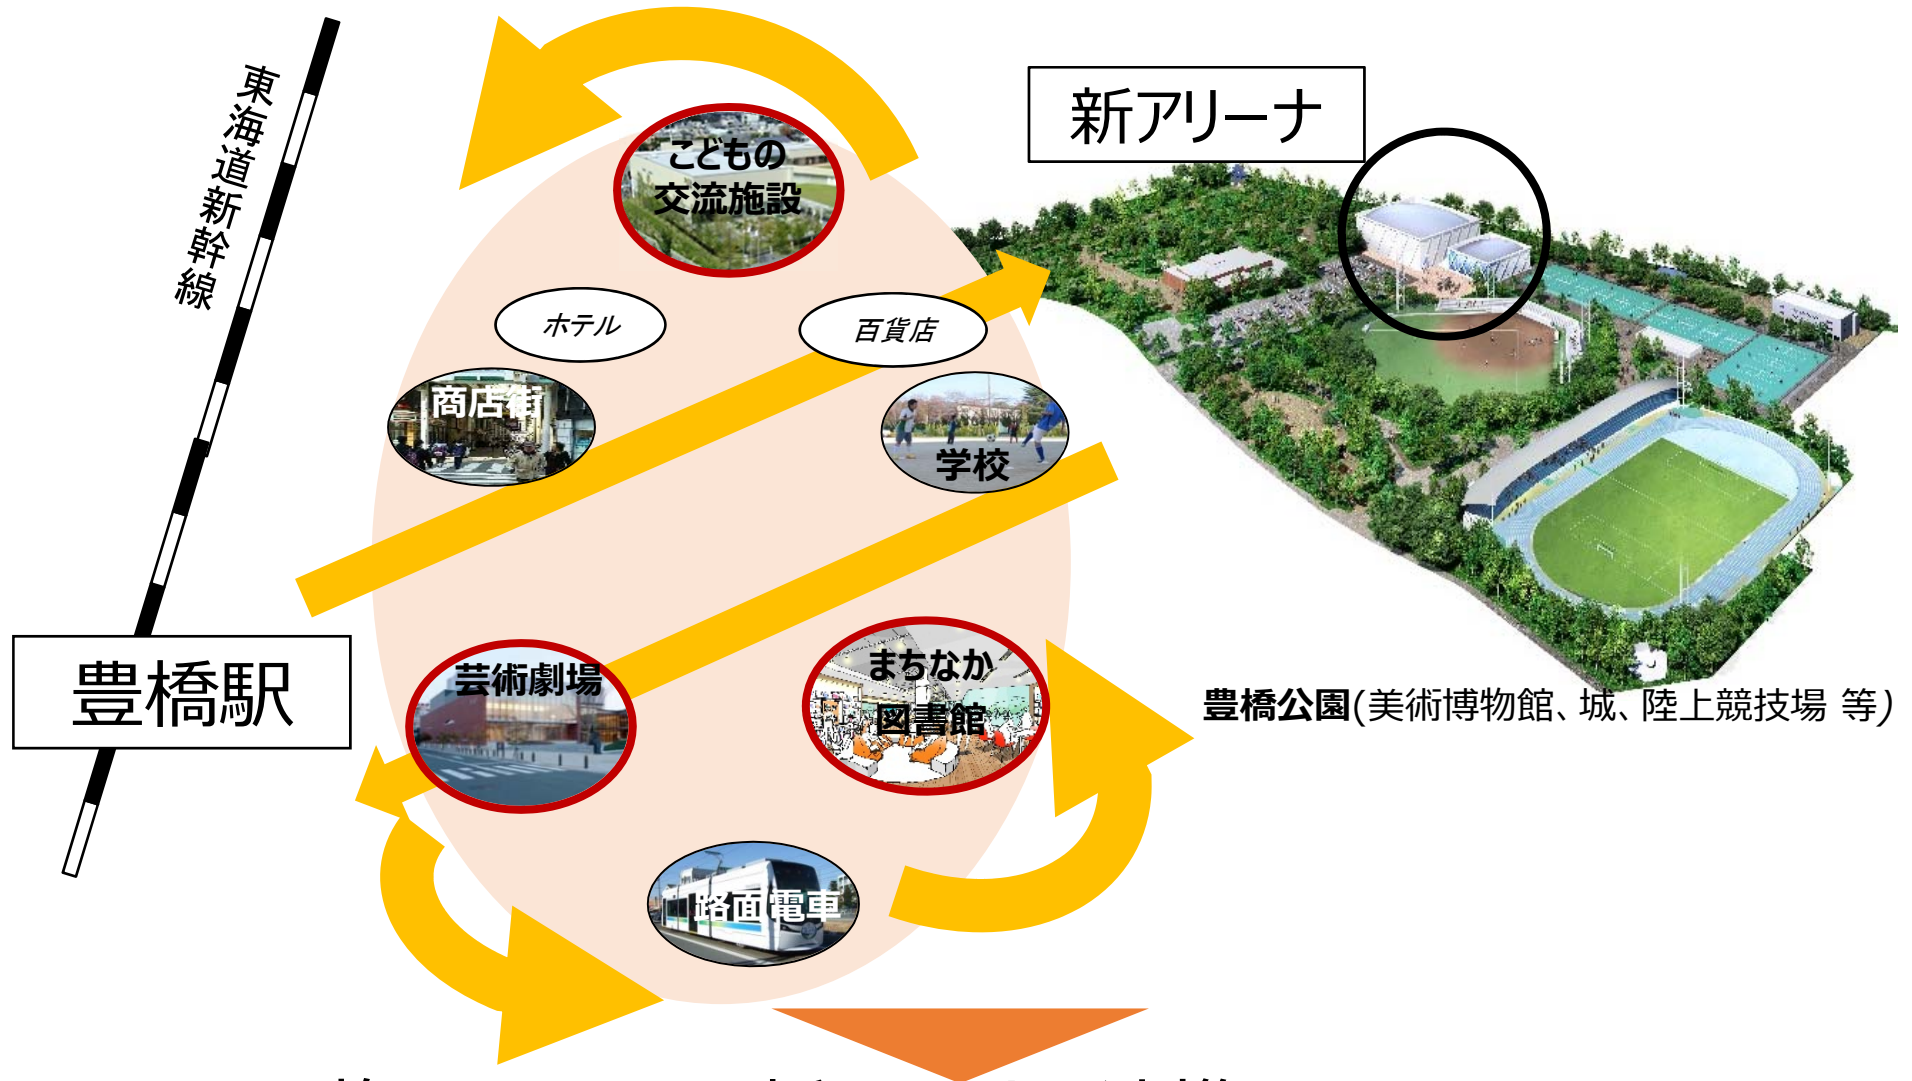 東海道新幹線
新アリーナ
こどもの
交流施設
ホテル
百貨店
商店街
学校
豊橋駅
芸術劇場
まちなか
図書館
豊橋公園(美術博物館、城、陸上競技場 等)
路面電車